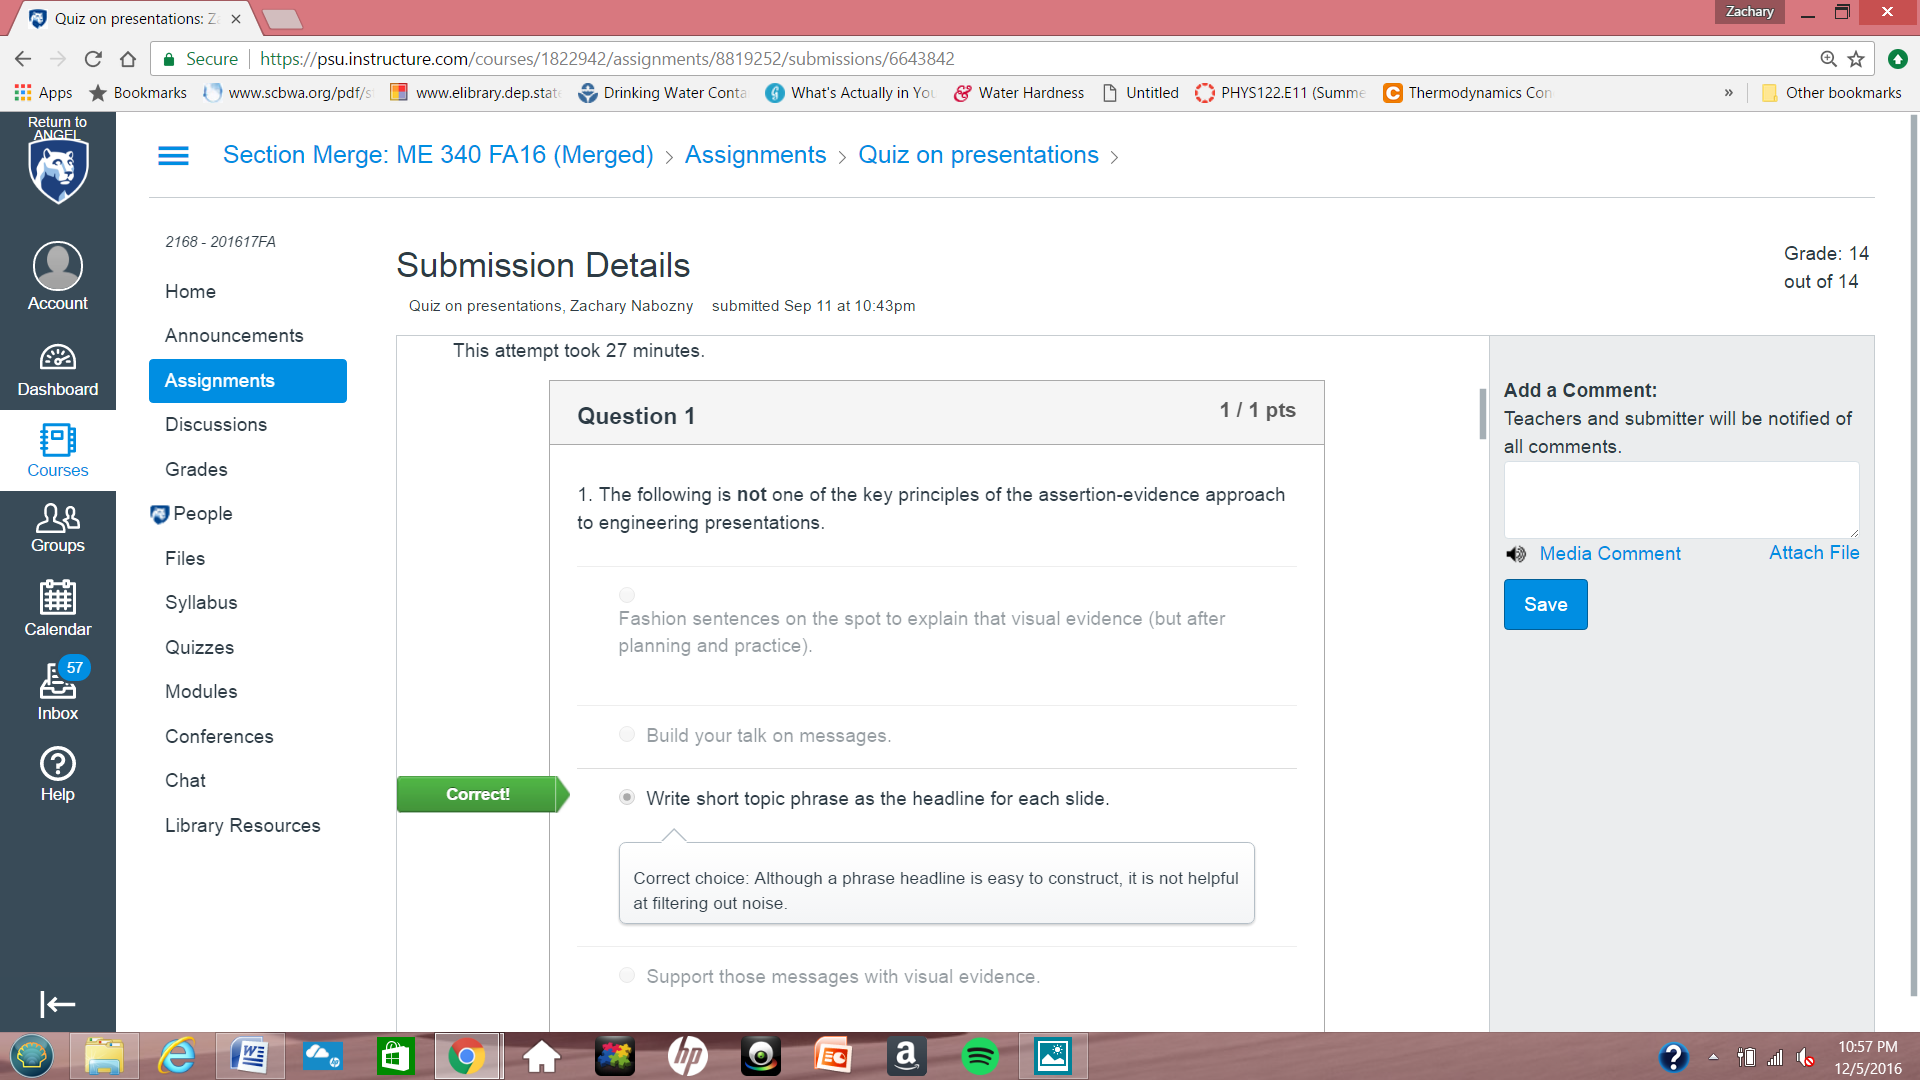 Quiz on presentations: Za
Zachary
Secure
https://psu.instructure.com/courses/1822942/assignments/8819252/submissions/6643842
Apps
Bookmarks
www.scbwa.org/pdf/s
www.elibrary.dep.state
Drinking Water Conta
What's Actually in You
Water Hardness
Untitled
PHYS122.E11 (Summe
Thermodynamics Con
»
Other bookmarks
Return to
ANGEL
Account
Dashboard
Courses
Groups
Calendar
57
Inbox
Help
Section Merge: ME 340 FA16 (Merged) > Assignments > Quiz on presentations >
2168 - 201617FA
Home
Announcements
Assignments
Discussions
Grades
People
Files
Syllabus
Quizzes
Modules
Conferences
Chat
Library Resources
Submission Details
Quiz on presentations, Zachary Nabozny submitted Sep 11 at 10:43pm
Grade: 14
out of 14
This attempt took 27 minutes.
Question 1
1 / 1 pts
1. The following is not one of the key principles of the assertion-evidence approach
to engineering presentations.
Fashion sentences on the spot to explain that visual evidence (but after
planning and practice).
Build your talk on messages.
Correct!
Write short topic phrase as the headline for each slide.
Correct choice: Although a phrase headline is easy to construct, it is not helpful
at filtering out noise.
Support those messages with visual evidence.
Add a Comment:
Teachers and submitter will be notified of
all comments.
Media Comment
Attach File
Save
10:57 PM
12/5/2016